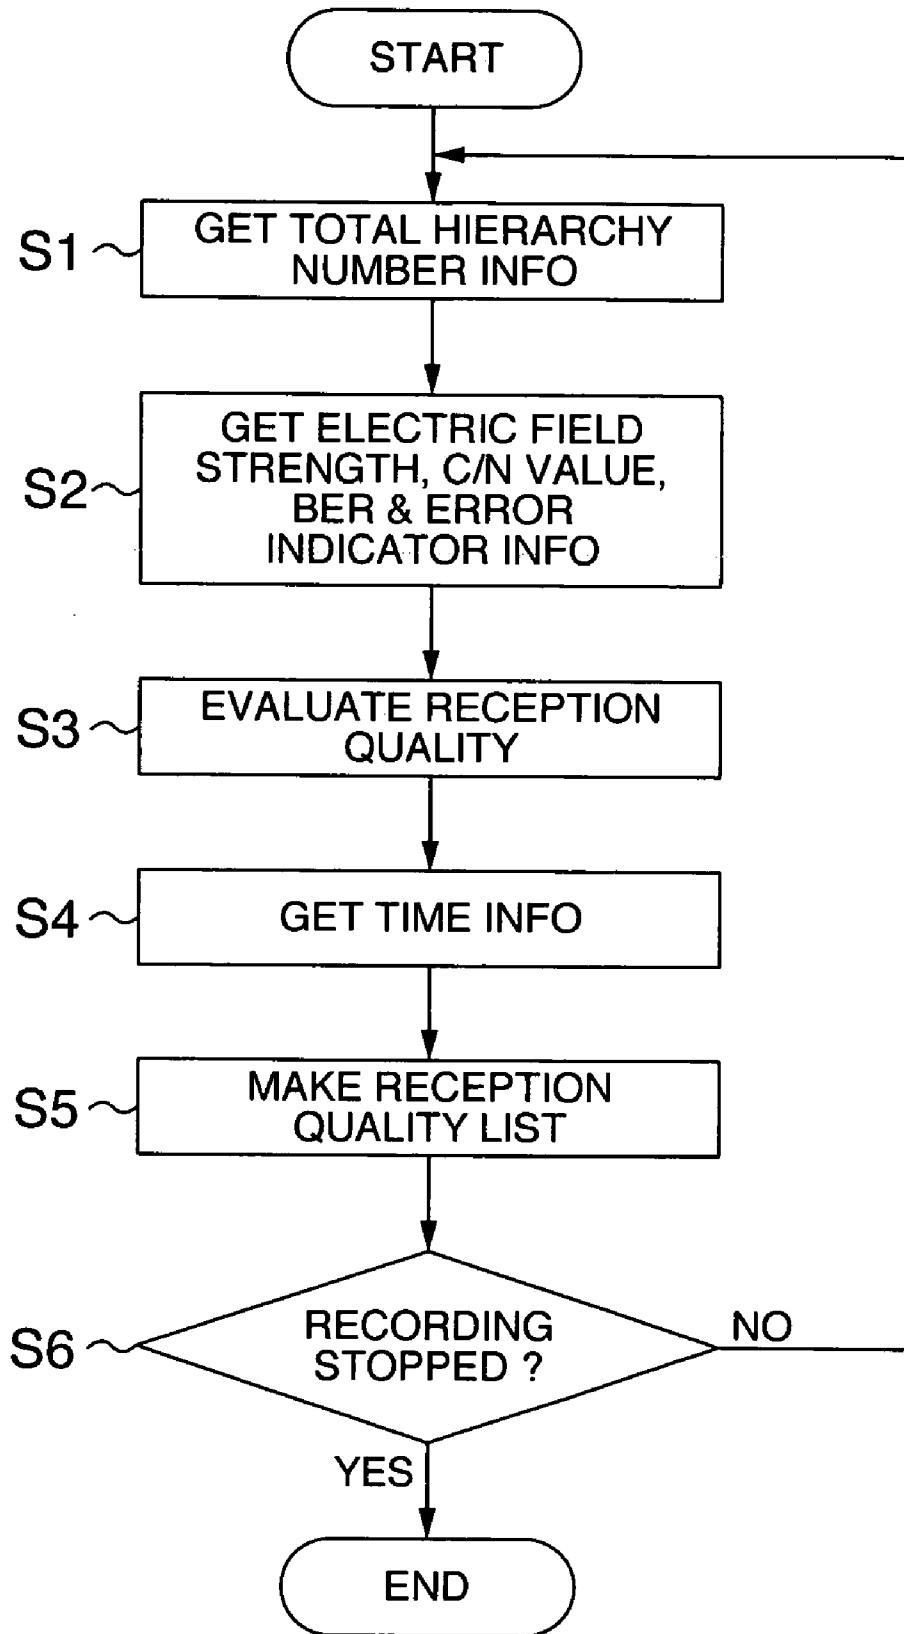 START
S1
GET TOTAL HIERARCHY
NUMBER INFO
S2
GET ELECTRIC FIELD
STRENGTH, C/N VALUE,
BER & ERROR
INDICATOR INFO
S3
EVALUATE RECEPTION
QUALITY
S4
GET TIME INFO
S5
MAKE RECEPTION
QUALITY LIST
S6
RECORDING
STOPPED ?
NO
YES
END